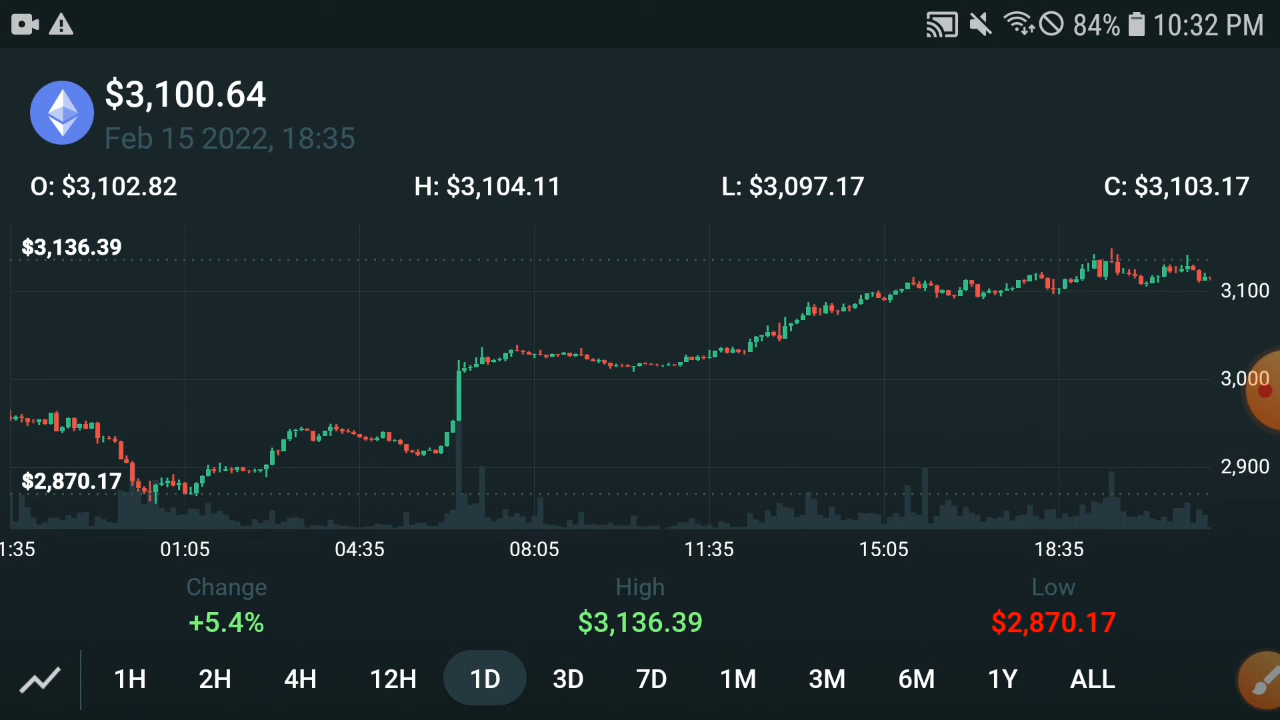 84% 10:32 PM
$3,100.64
Feb 15 2022, 18:35
O: $3,102.82 H: $3,104.11 L: $3,097.17 C: $3,103.17
$3,136.39
3,100
3,000
2,900
$2,870.17
1:35 01:05 04:35 08:05 11:35 15:05 18:35
Change High Low
+5.4% $3,136.39 $2,870.17
1H 2H 4H 12H 1D 3D 7D 1M 3M 6M 1Y ALL